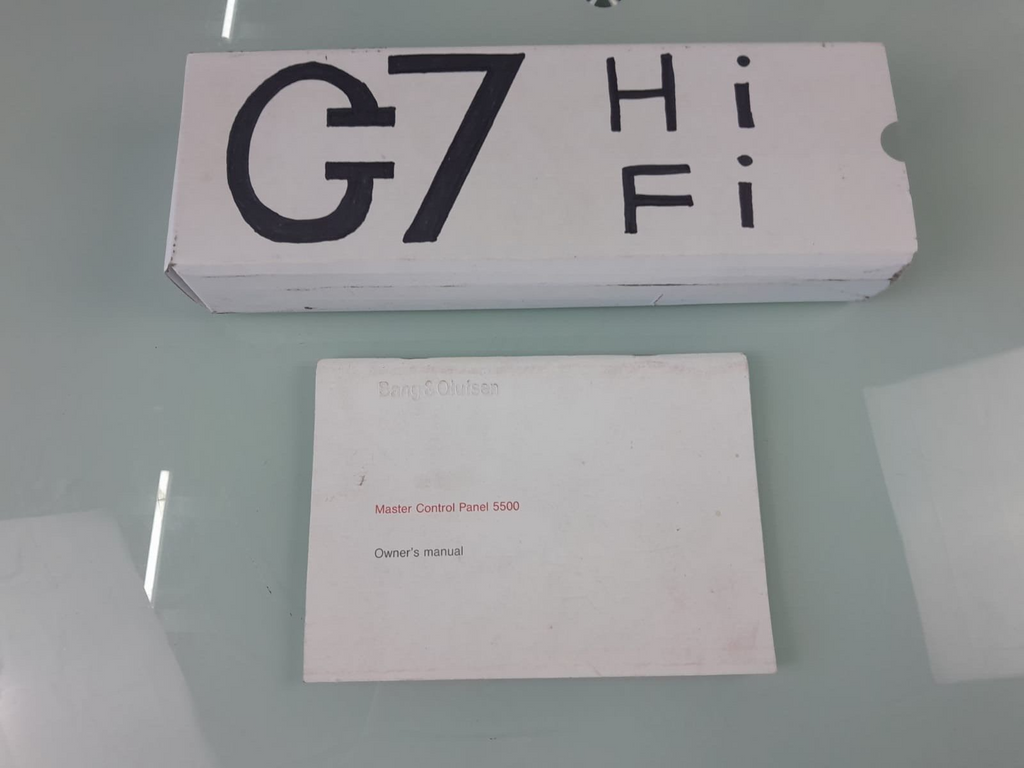 G7 Hi
Fi
Bang & Olufsen
Master Control Panel 5500
Owner's manual